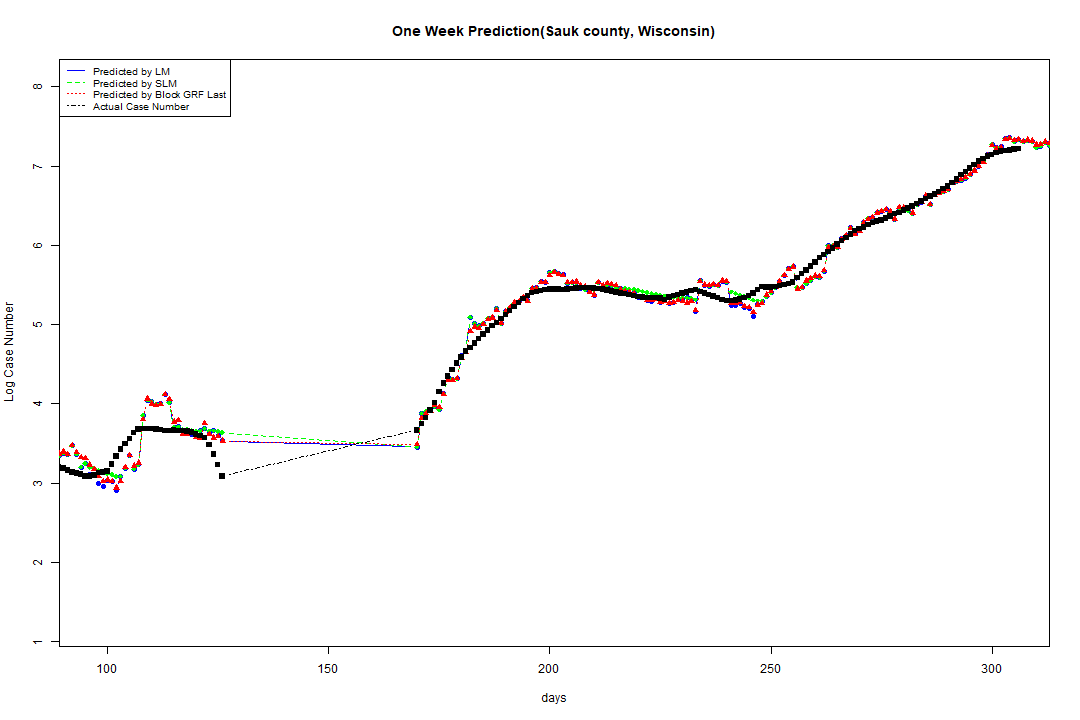 One Week Prediction(Sauk county, Wisconsin)
Predicted by LM
Predicted by SLM
Predicted by Block GRF Last
Actual Case Number
8
7
6
5
4
3
2
1
Log Case Number
100 150 200 250 300
days